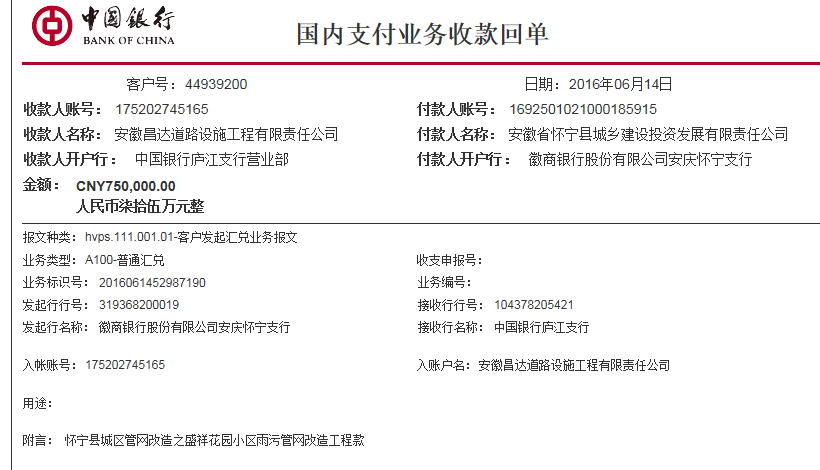 中国银行
BANK OF CHINA
国内支付业务收款回单
客户号：44939200 日期：2016年06月14日
收款人账号：175202745165 付款人账号：1692501021000185915
收款人名称：安徽昌达道路设施工程有限责任公司 付款人名称：安徽省怀宁县城乡建设投资发展有限责任公司
收款人开户行：中国银行庐江支行营业部 付款人开户行：徽商银行股份有限公司安庆怀宁支行
金额：CNY750,000.00
人民币柒拾伍万元整
报文种类：hvps.111.001.01-客户发起汇兑业务报文
业务类型：A100-普通汇兑 收支申报号：
业务标识号：2016061452987190 业务编号：
发起行行号：319368200019 接收行行号：104378205421
发起行名称：徽商银行股份有限公司安庆怀宁支行 接收行名称：中国银行庐江支行
入帐账号：175202745165 入账户名：安徽昌达道路设施工程有限责任公司
用途：
附言：怀宁县城区管网改造之盛祥花园小区雨污管网改造工程款